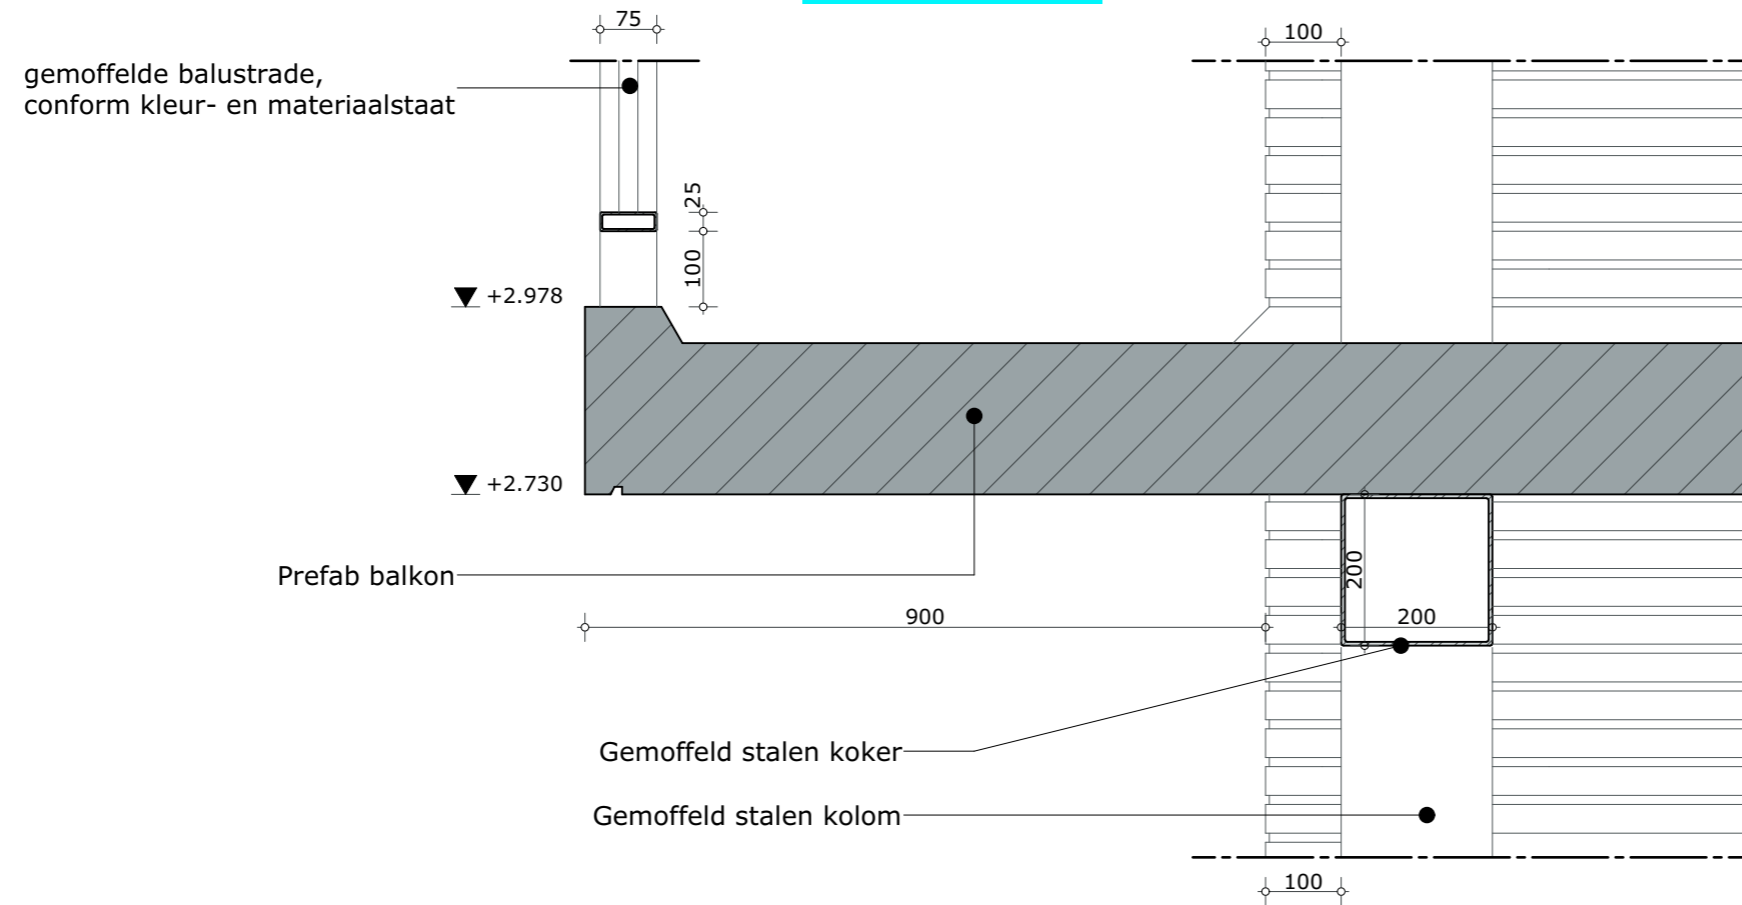 75
100
gemoffelde balustrade,
conform kleur- en materiaalstaat
25
100
+2.978
+2.730
Prefab balkon
200
900
200
Gemoffeld stalen koker
Gemoffeld stalen kolom
100